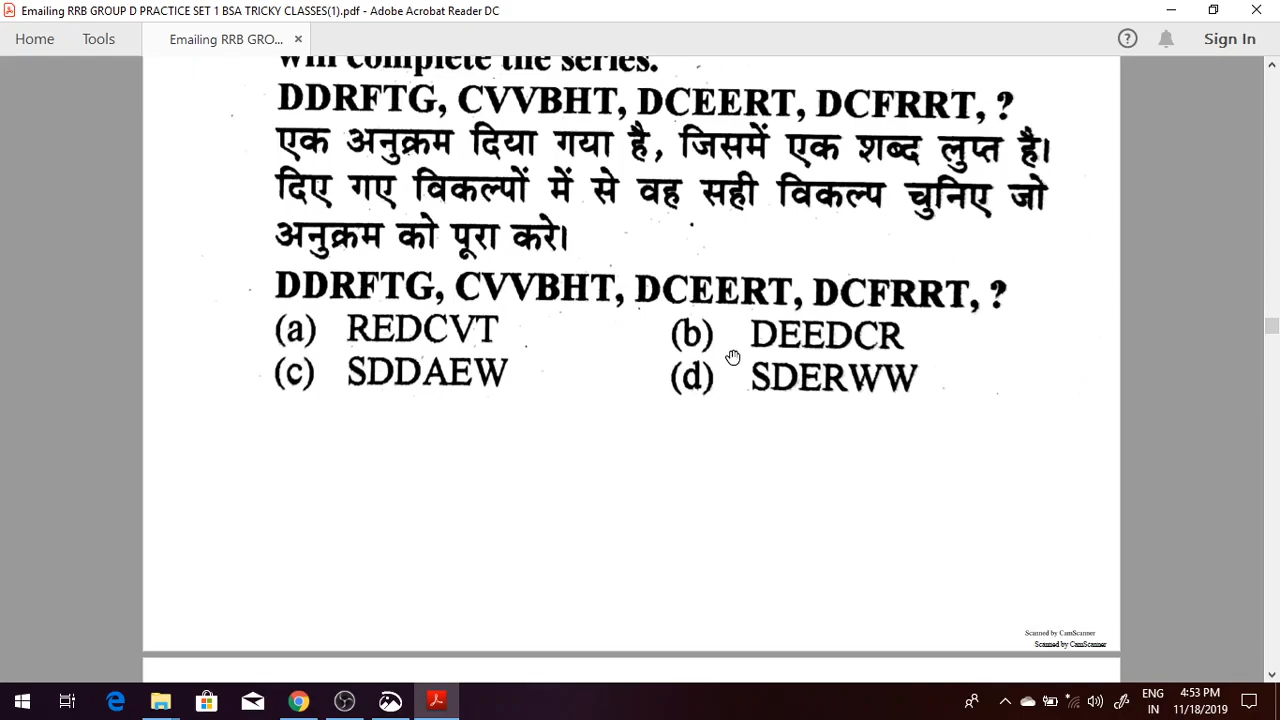 Emailing RRB GROUP D PRACTICE SET 1 BSA TRICKY CLASSES(1).pdf - Adobe Acrobat Reader DC
Home Tools Emailing RRB GRO... × Sign In
will complete the series.
DDRFTG, CVVBHT, DCEERT, DCFRRT, ?
एक अनुक्रम दिया गया है, जिसमें एक शब्द लुप्त है।
दिए गए विकल्पों में से वह सही विकल्प चुनिए जो
अनुक्रम को पूरा करे।
DDRFTG, CVVBHT, DCEERT, DCFRRT, ?
(a) REDCVT (b) DEEDCR
(c) SDDAEW (d) SDERWW
Scanned by CamScanner
Scanned by CamScanner
ENG 4:53 PM
IN 11/18/2019